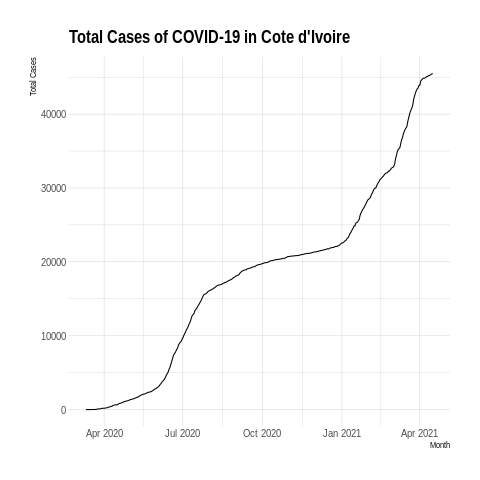 Total Cases of COVID-19 in Cote d'Ivoire
Total Cases
40000
30000
20000
10000
0
Apr 2020 Jul 2020 Oct 2020 Jan 2021 Apr 2021
Month